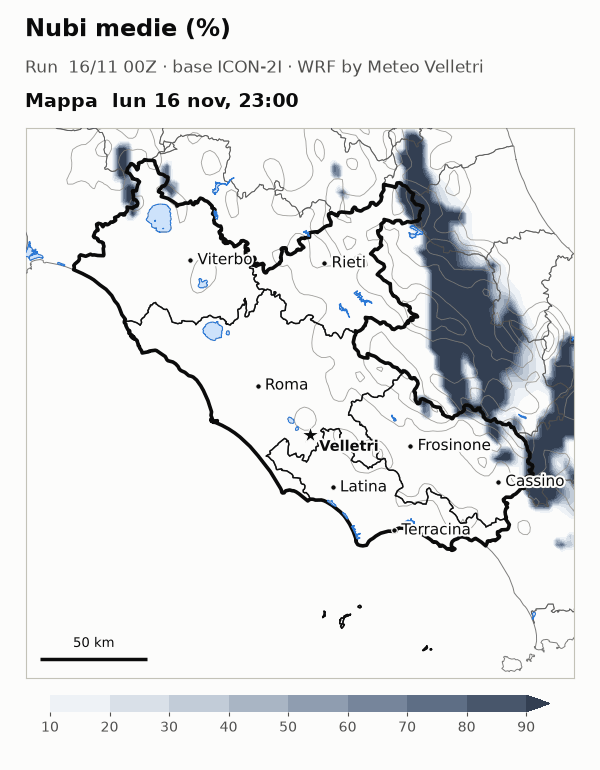 Nubi medie (%)
Run 16/11 00Z · base ICON-2I · WRF by Meteo Velletri
Mappa lun 16 nov, 23:00
Viterbo
Rieti
Roma
Velletri
Frosinone
Latina
Cassino
Terracina
50 km
10 20 30 40 50 60 70 80 90